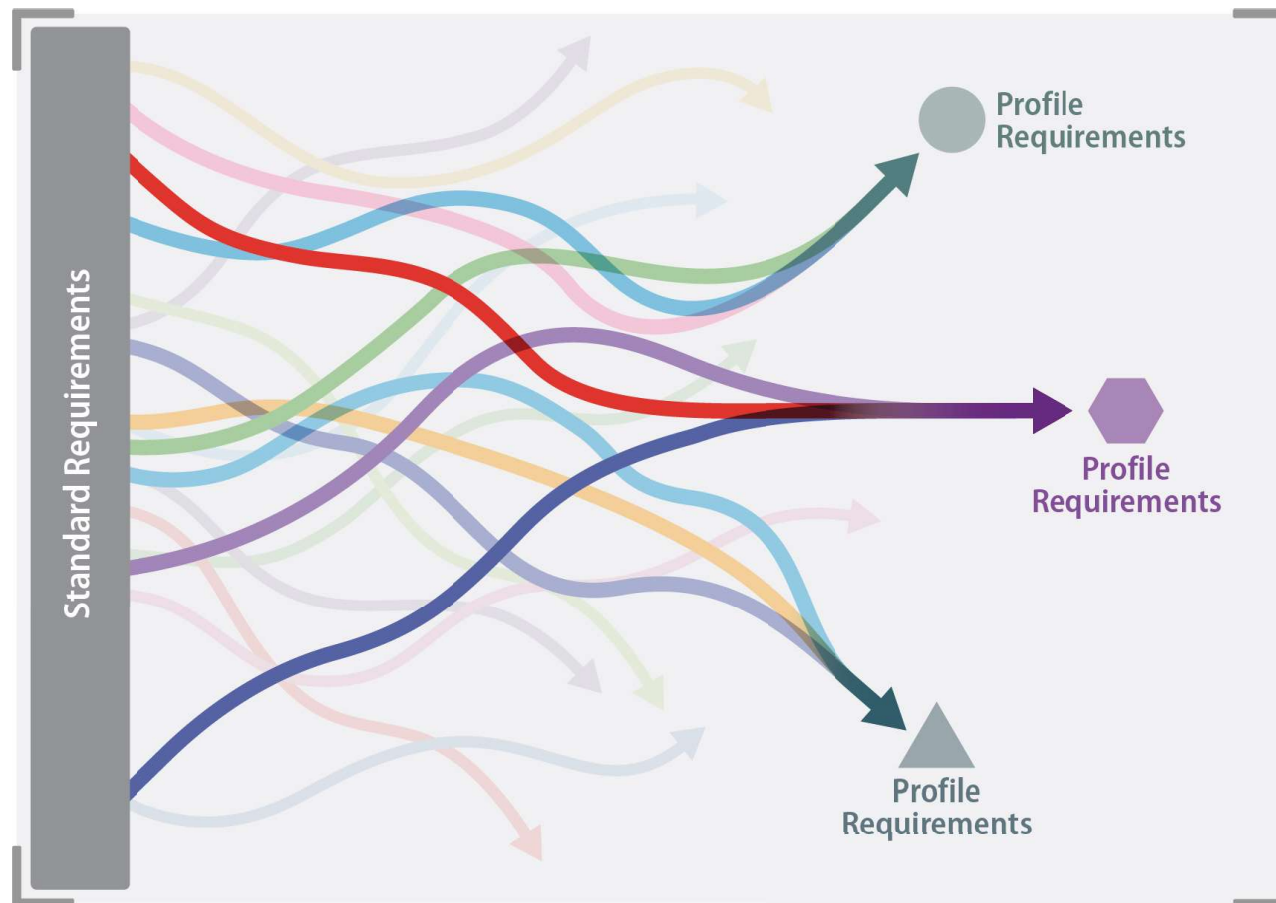 Standard Requirements
Profile
Requirements
Profile
Requirements
Profile
Requirements